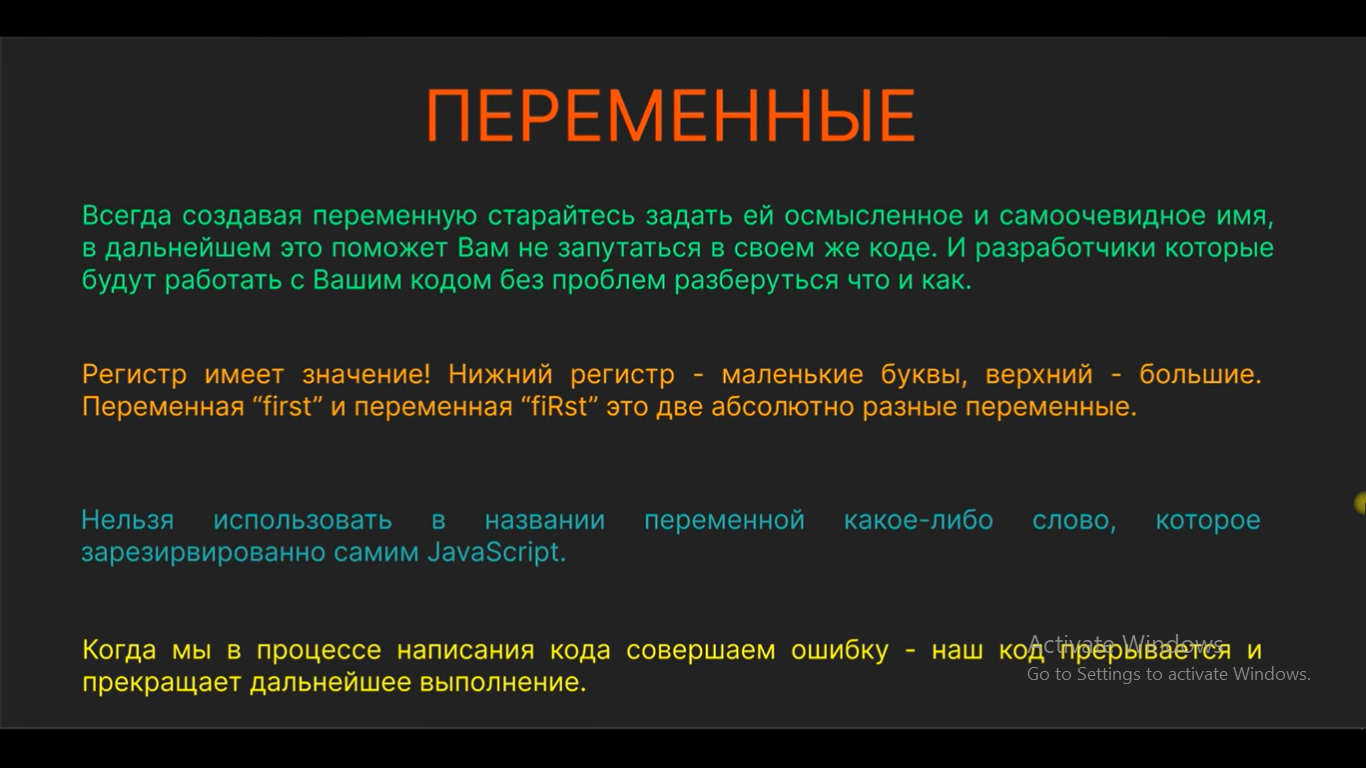 ПЕРЕМЕННЫЕ
Всегда создавая переменную старайтесь задать ей осмысленное и самоочевидное имя,
в дальнейшем это поможет Вам не запутаться в своем же коде. И разработчики которые
будут работать с Вашим кодом без проблем разберуться что и как.
Регистр имеет значение! Нижний регистр - маленькие буквы, верхний - большие.
Переменная “first” и переменная “fiRst” это две абсолютно разные переменные.
Нельзя использовать в названии переменной какое-либо слово, которое
зарезирвированно самим JavaScript.
Когда мы в процессе написания кода совершаем ошибку - наш код прерывается и
прекращает дальнейшее выполнение.
Activate Windows
Go to Settings to activate Windows.